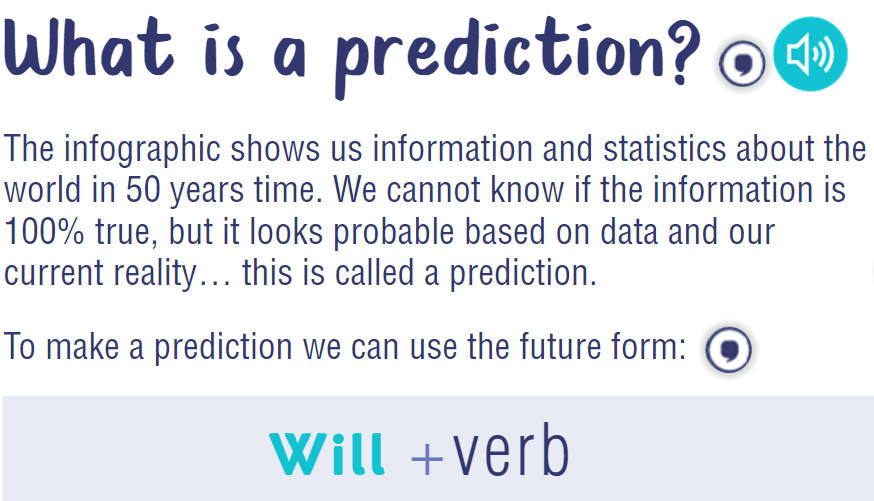 What is a prediction?
The infographic shows us information and statistics about the
world in 50 years time. We cannot know if the information is
100% true, but it looks probable based on data and our
current reality… this is called a prediction.
To make a prediction we can use the future form:
Will + verb